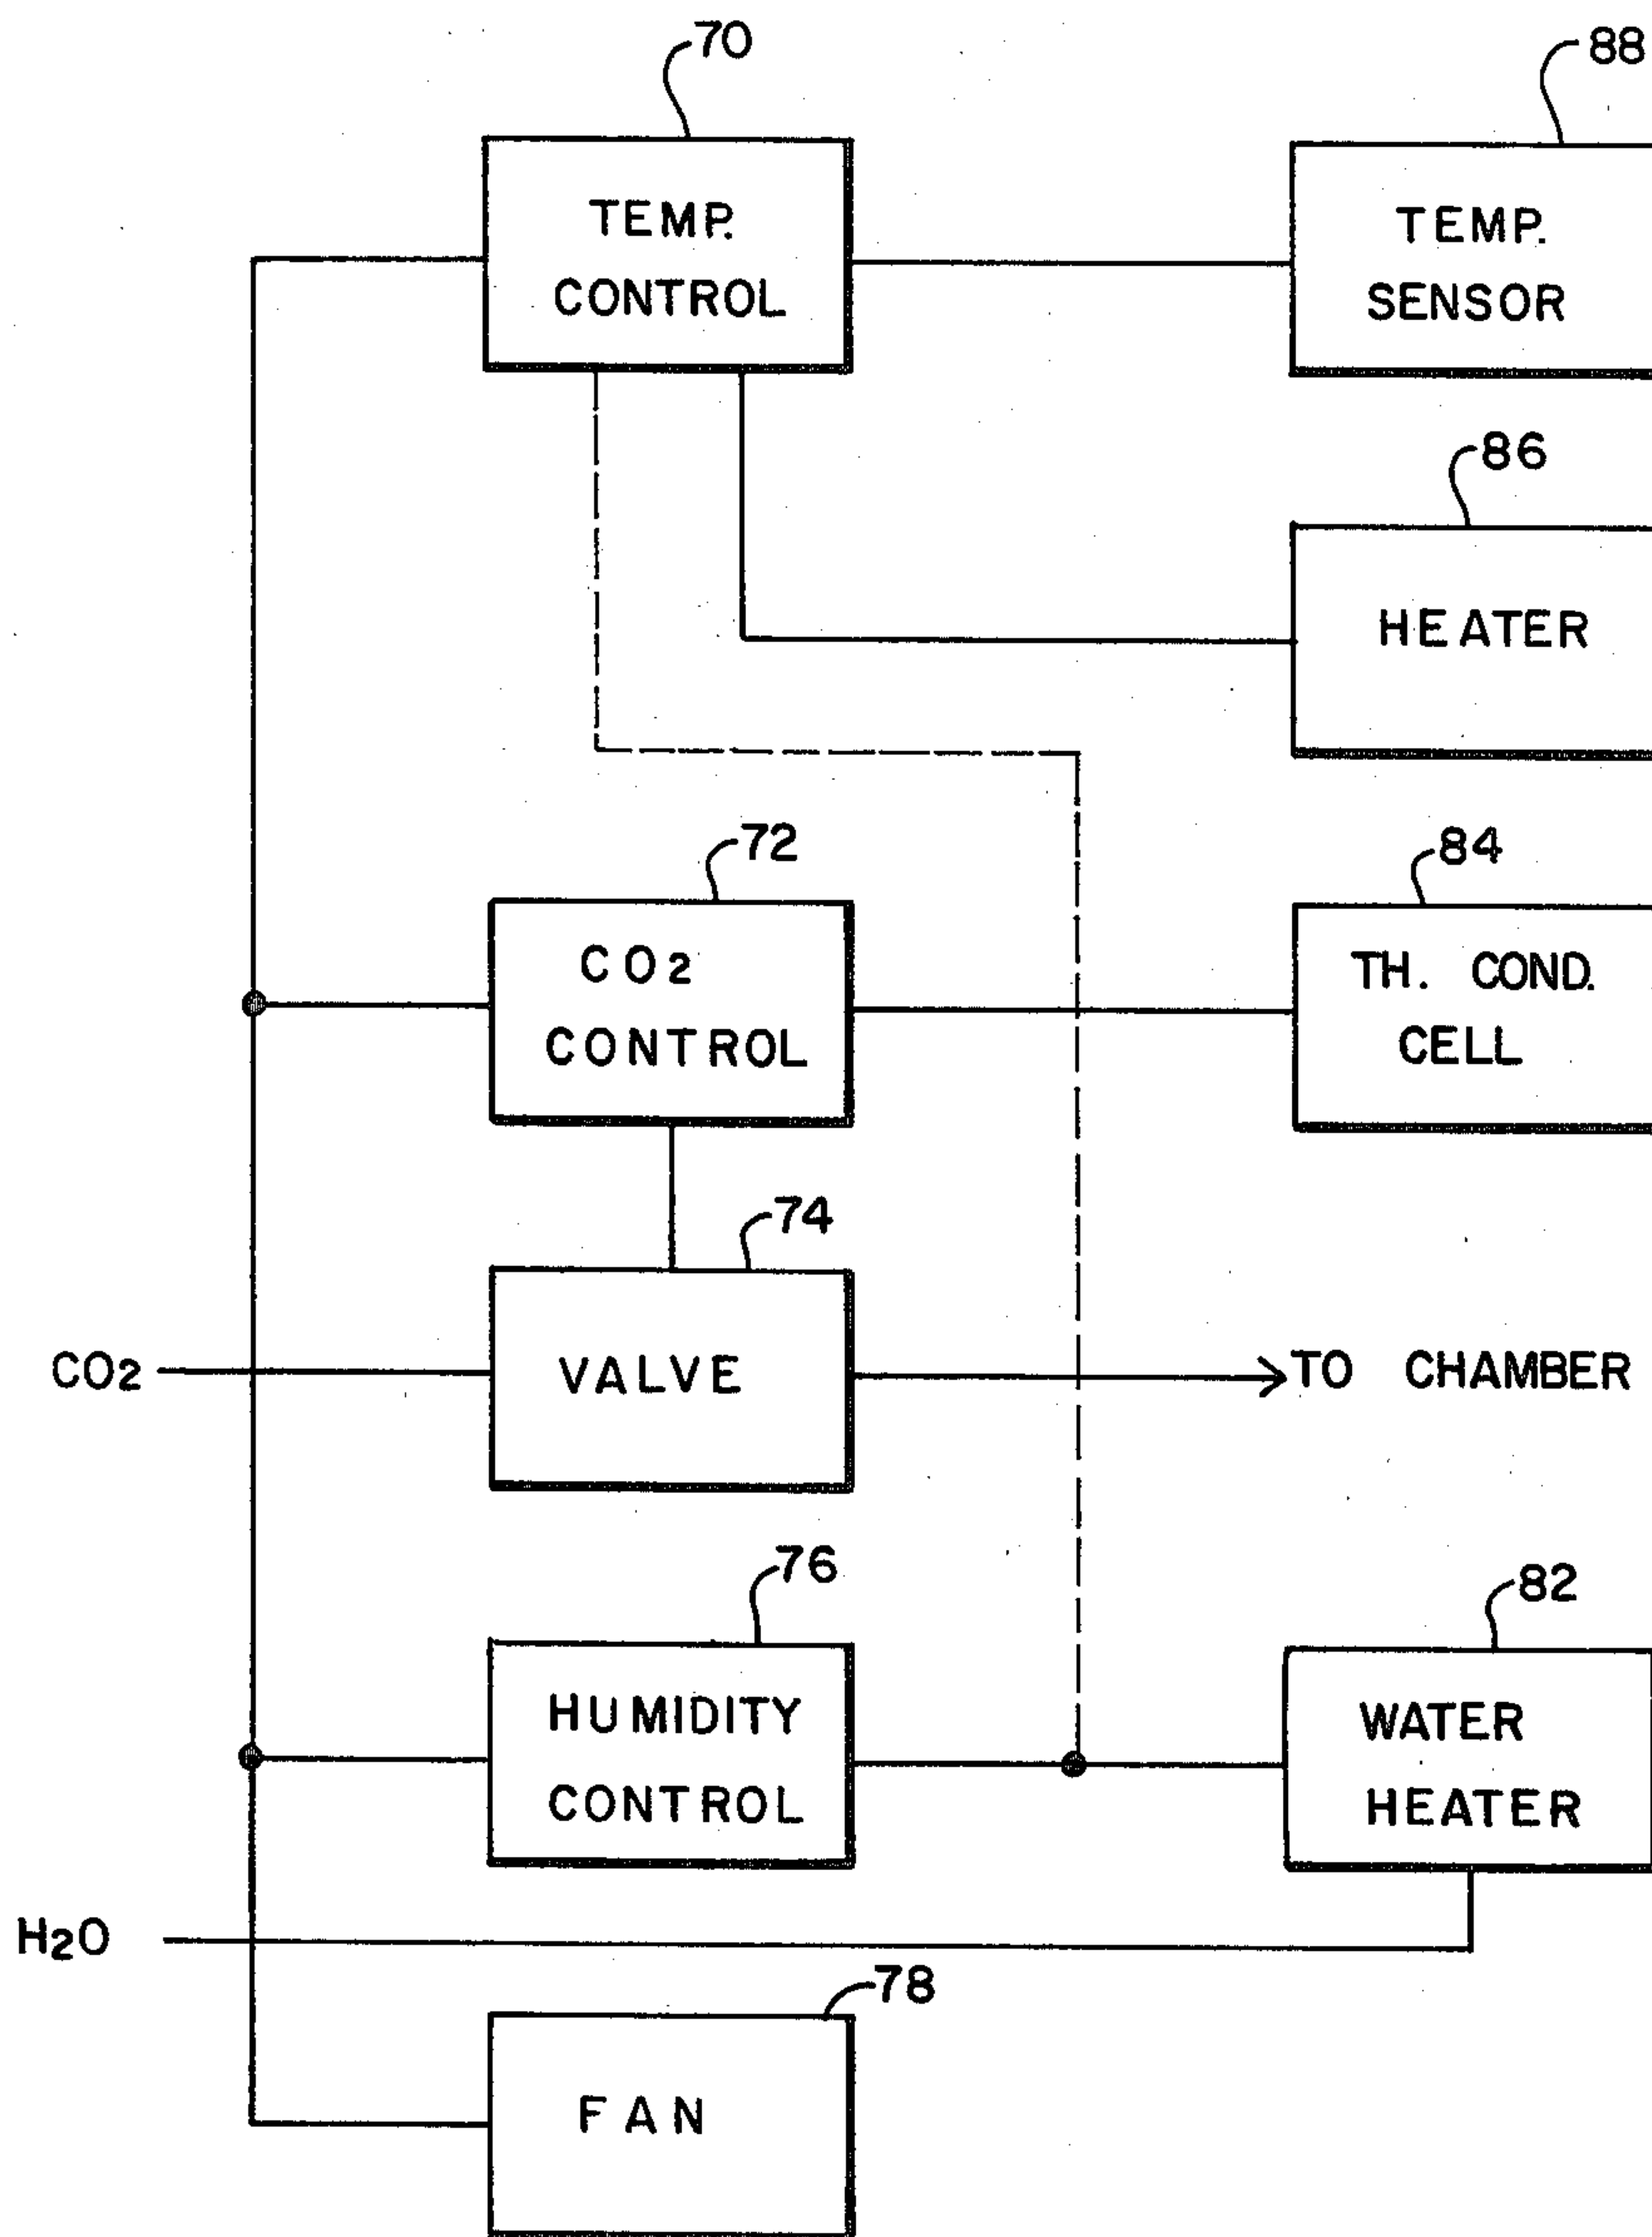 70
88
TEMP.
CONTROL
TEMP.
SENSOR
86
HEATER
72
84
CO2
CONTROL
TH. COND.
CELL
74
CO2
VALVE
TO CHAMBER
76
82
HUMIDITY
CONTROL
WATER
HEATER
H2O
78
FAN